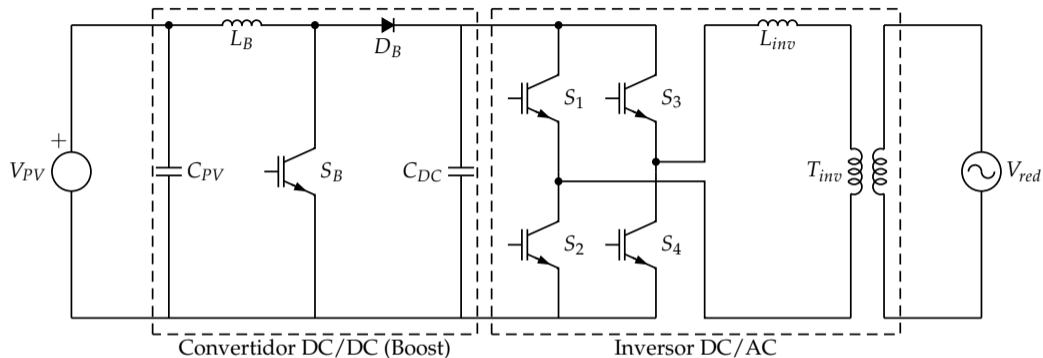 L_B
D_B
L_inv
S_1
S_3
+
V_PV
C_PV
S_B
C_DC
T_inv
V_red
S_2
S_4
Convertidor DC/DC (Boost)
Inversor DC/AC